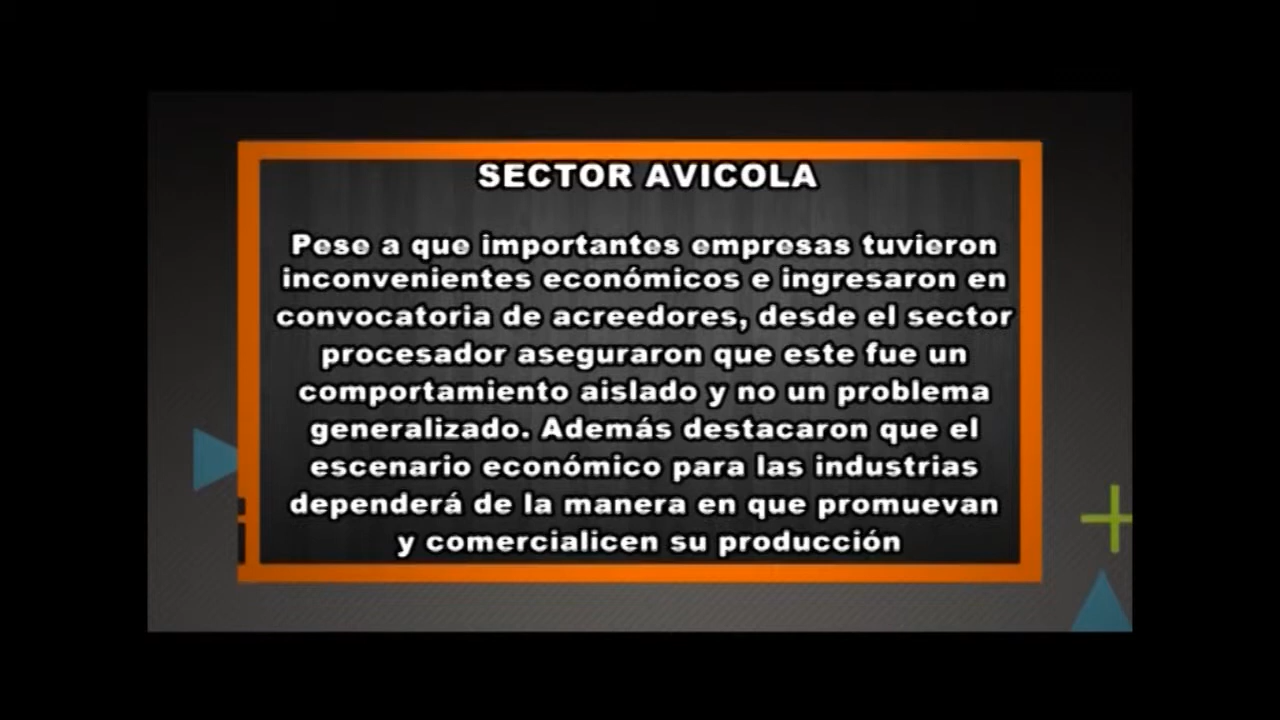 SECTOR AVICOLA
Pese a que importantes empresas tuvieron
inconvenientes económicos e ingresaron en
convocatoria de acreedores, desde el sector
procesador aseguraron que este fue un
comportamiento aislado y no un problema
generalizado. Además destacaron que el
escenario económico para las industrias
dependerá de la manera en que promuevan
y comercialicen su producción